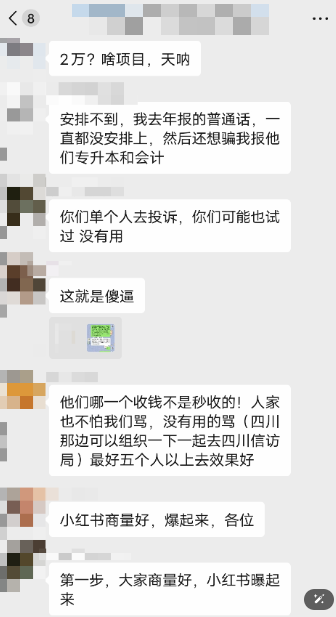 8
2万？啥项目，天呐
安排不到，我去年报的普通话，一
直都没安排上，然后还想骗我报他
们专升本和会计
你们单个人去投诉，你们可能也试
过 没有用
这就是傻逼
他们哪一个收钱不是秒收的！人家
也不怕我们骂，没有用的骂（四川
那边可以组织一下一起去四川信访
局）最好五个人以上去效果好
小红书商量好，爆起来，各位
第一步，大家商量好，小红书曝起
来